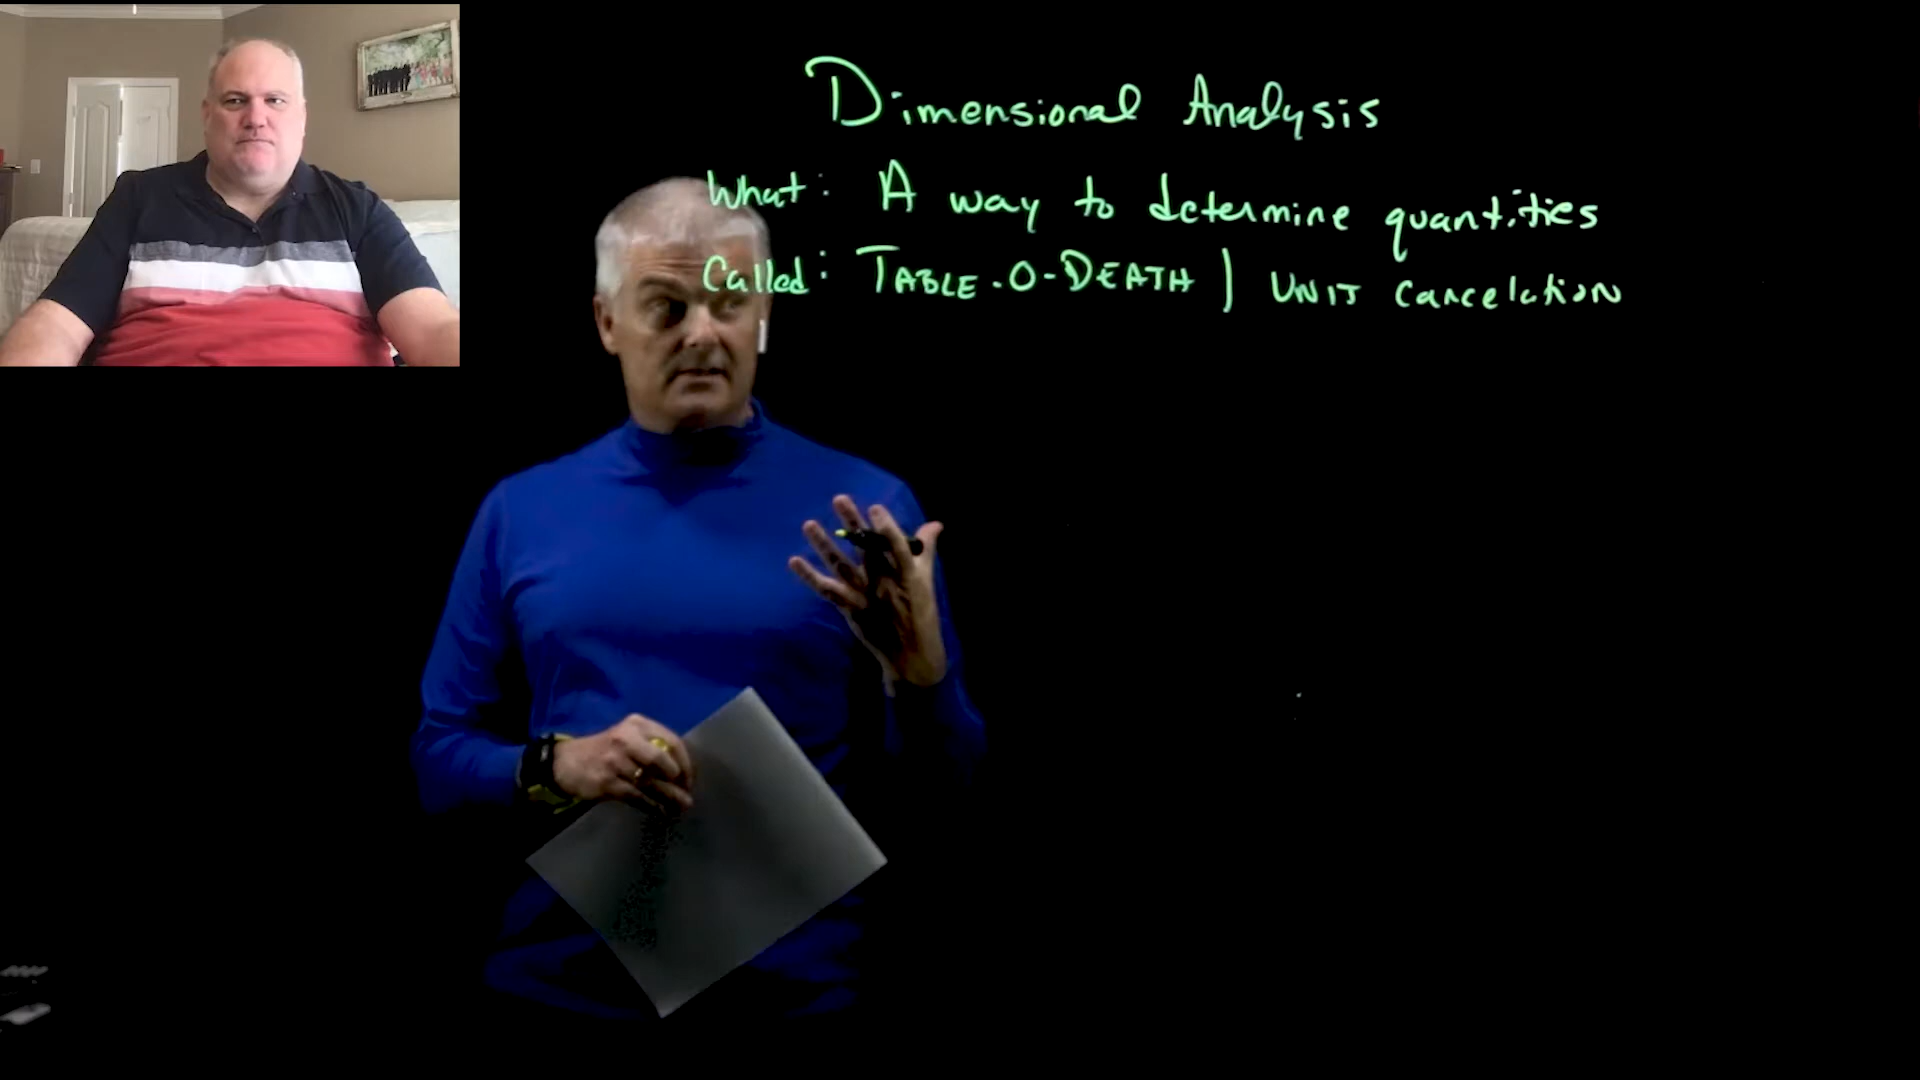 Dimensional Analysis
What: A way to determine quantities
Called: TABLE-O-DEATH | UNIT Cancelation